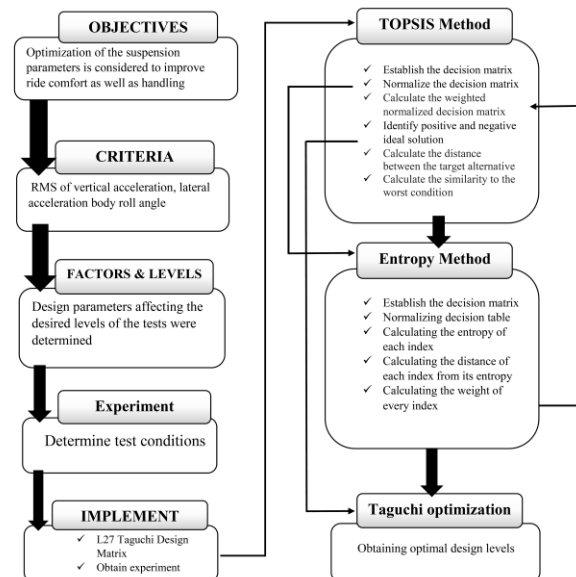 OBJECTIVES
Optimization of the suspension
parameters is considered to improve
ride comfort as well as handling
CRITERIA
RMS of vertical acceleration, lateral
acceleration body roll angle
FACTORS & LEVELS
Design parameters affecting the
desired levels of the tests were
determined
Experiment
Determine test conditions
IMPLEMENT
✓ L27 Taguchi Design
Matrix
✓ Obtain experiment
TOPSIS Method
✓ Establish the decision matrix
✓ Normalize the decision matrix
✓ Calculate the weighted
normalized decision matrix
✓ Identify positive and negative
ideal solution
✓ Calculate the distance
between the target alternative
✓ Calculate the similarity to the
worst condition
Entropy Method
✓ Establish the decision matrix
✓ Normalizing decision table
✓ Calculating the entropy of
each index
✓ Calculating the distance of
each index from its entropy
✓ Calculating the weight of
every index
Taguchi optimization
Obtaining optimal design levels